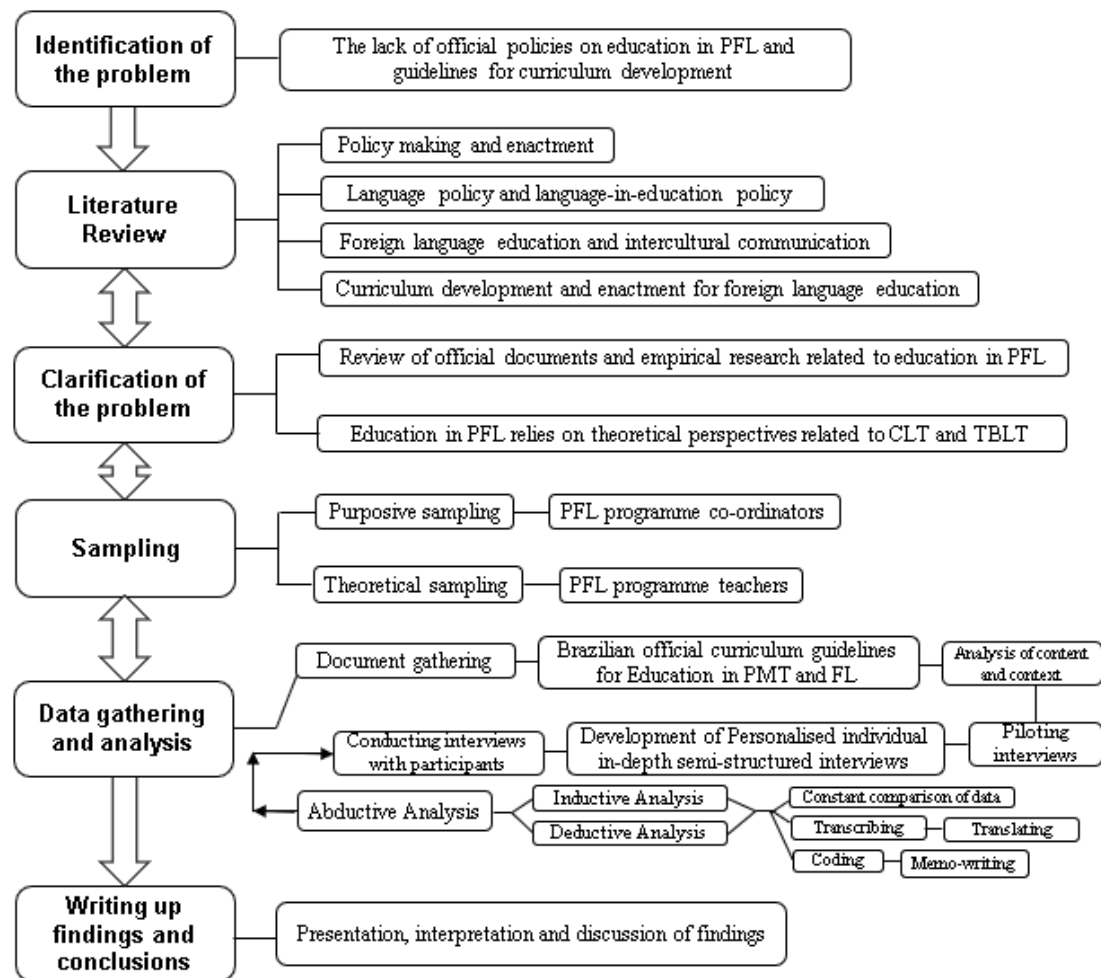 Identification of
the problem
The lack of official policies on education in PFL and
guidelines for curriculum development
Literature
Review
Policy making and enactment
Language policy and language-in-education policy
Foreign language education and intercultural communication
Curriculum development and enactment for foreign language education
Clarification of
the problem
Review of official documents and empirical research related to education in PFL
Education in PFL relies on theoretical perspectives related to CLT and TBLT
Sampling
Purposive sampling
PFL programme co-ordinators
Theoretical sampling
PFL programme teachers
Data gathering
and analysis
Document gathering
Brazilian official curriculum guidelines
for Education in PMT and FL
Analysis of content
and context
Conducting interviews
with participants
Development of Personalised individual
in-depth semi-structured interviews
Piloting
interviews
Abductive Analysis
Inductive Analysis
Deductive Analysis
Constant comparison of data
Transcribing
Translating
Coding
Memo-writing
Writing up
findings and
conclusions
Presentation, interpretation and discussion of findings